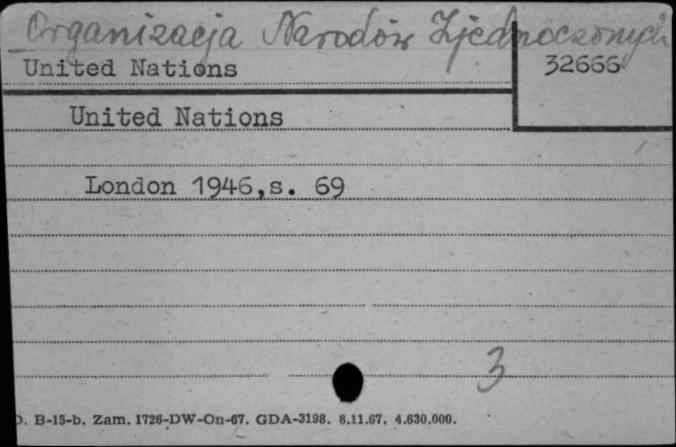 Organizacja Narodów Zjednoczonych
United Nations
32666
United Nations
London 1946,s. 69
3
D. B-15-b. Zam. 1726-DW-On-67. GDA-3198. 8.11.67. 4.630.000.